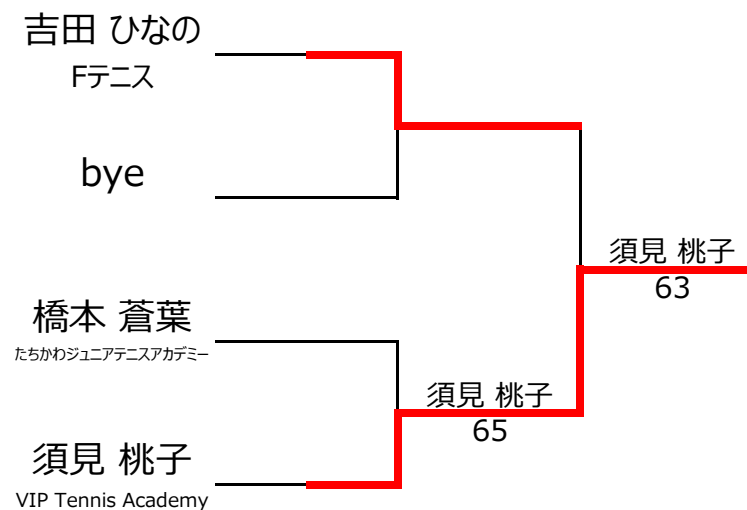 吉田 ひなの
Fテニス
bye
須見 桃子
63
橋本 蒼葉
たちかわジュニアテニスアカデミー
須見 桃子
65
須見 桃子
VIP Tennis Academy